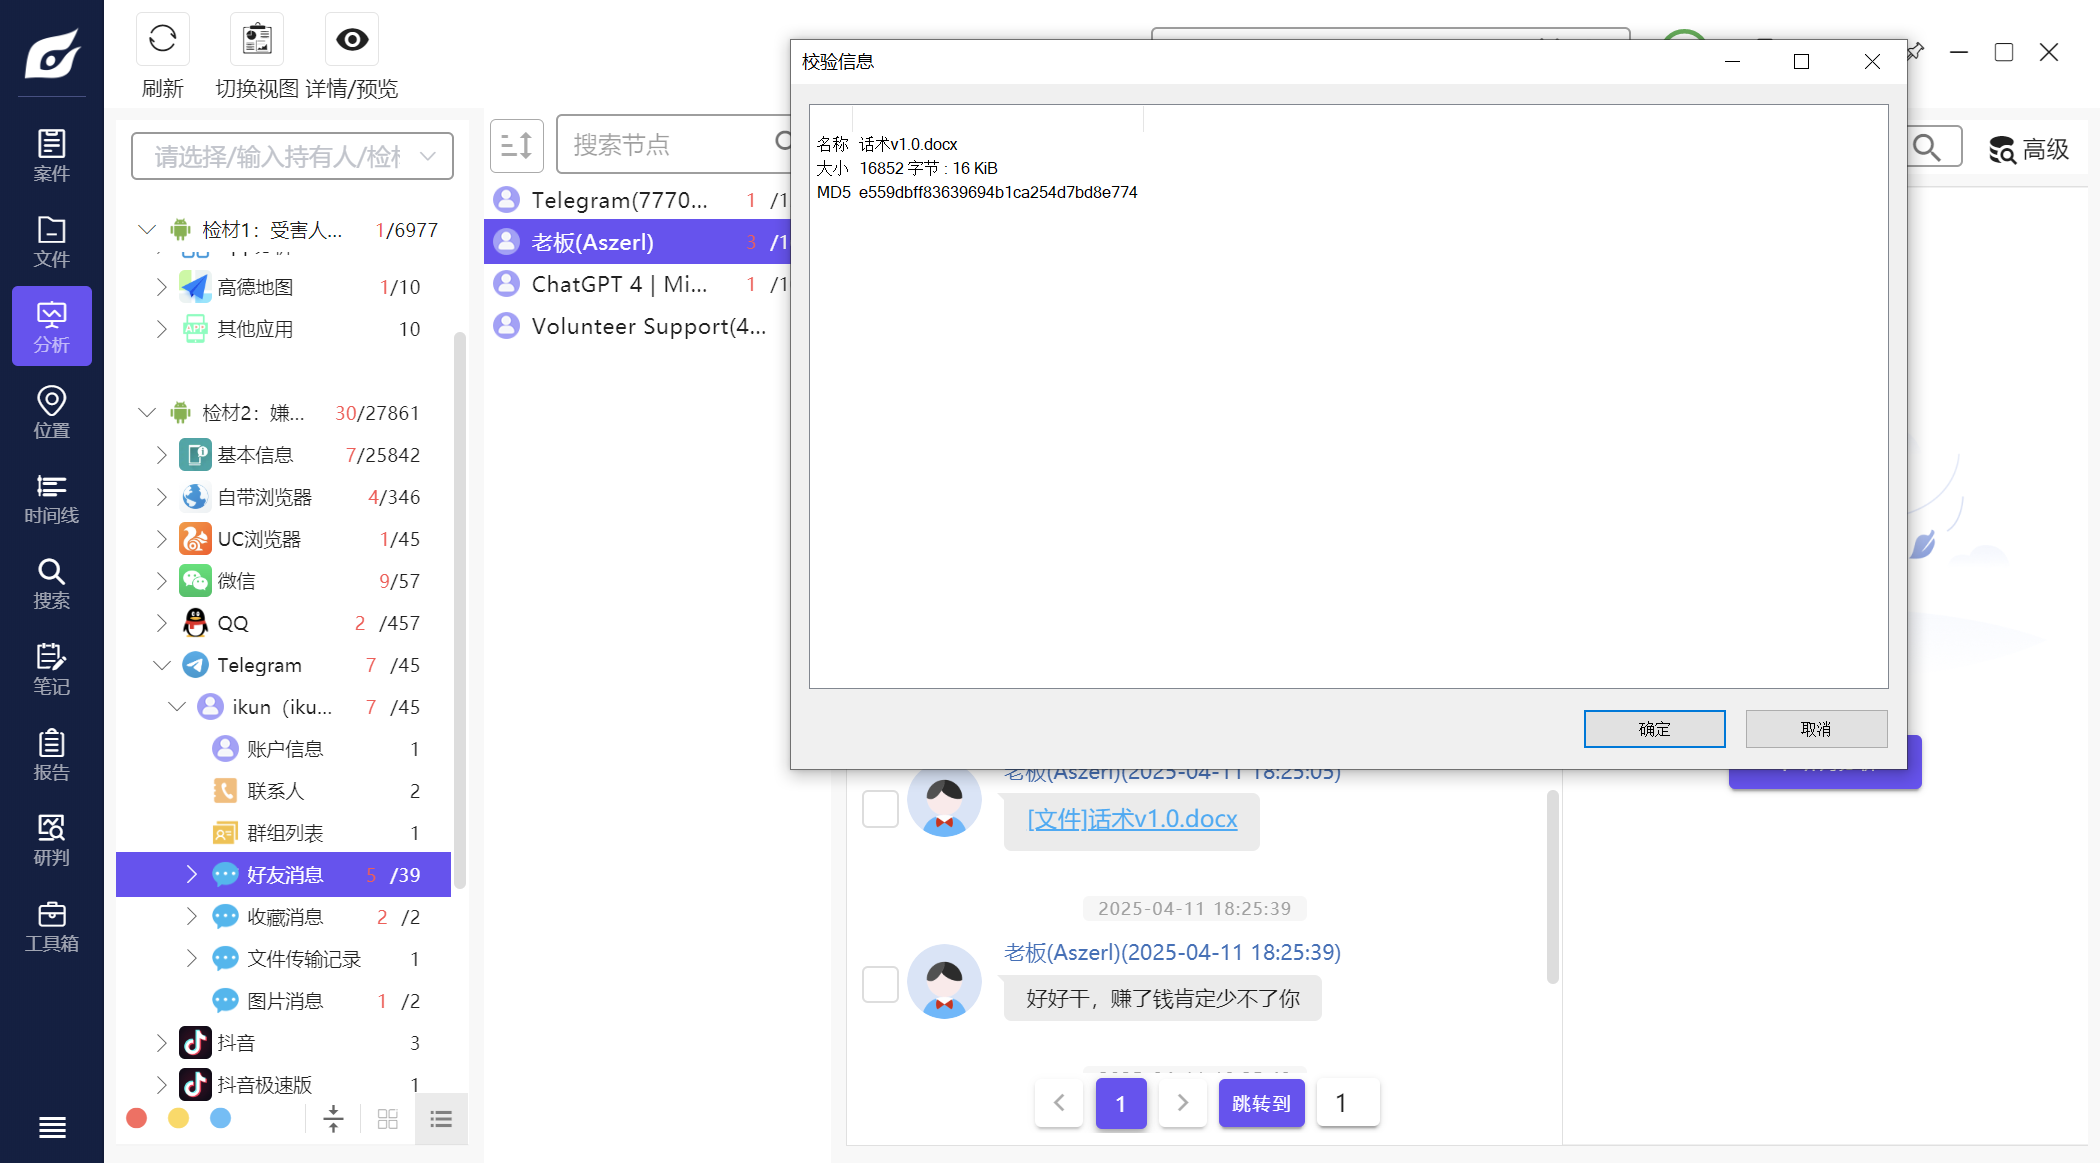 刷新
切换视图
详情/预览
案件
文件
分析
位置
时间线
搜索
笔记
报告
研判
工具箱
请选择/输入持有人/检
检材1：受害人... 1/6977
高德地图 1/10
其他应用 10
检材2：嫌... 30/27861
基本信息 7/25842
自带浏览器 4/346
UC浏览器 1/45
微信 9/57
QQ 2 /457
Telegram 7 /45
ikun（iku... 7 /45
账户信息 1
联系人 2
群组列表 1
好友消息 5 /39
收藏消息 2 /2
文件传输记录 1
图片消息 1 /2
抖音 3
抖音极速版 1
搜索节点
Telegram(7770... 1 /1
老板(Aszerl) 3 /1
ChatGPT 4 | Mi... 1 /1
Volunteer Support(4...
校验信息
名称 话术v1.0.docx
大小 16852 字节 : 16 KiB
MD5 e559dbff83639694b1ca254d7bd8e774
确定
取消
高级
老板(Aszerl)(2025-04-11 18:25:05)
[文件]话术v1.0.docx
2025-04-11 18:25:39
老板(Aszerl)(2025-04-11 18:25:39)
好好干，赚了钱肯定少不了你
1
跳转到
1